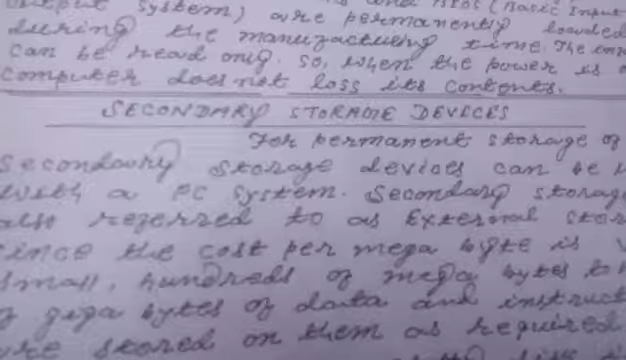 output system) are permanently loaded
during the manufacturing time. The
can be read only. so, when the power is
computer does not loss its contents.
SECONDARY STORAGE DEVICES
For permanent storage of
Secondary storage devices can be
with a PC system. Secondary storage
also referred to as External
since the cost per mega byte is
small, hundreds of mega bytes to
giga bytes of data and
are stored on them as required